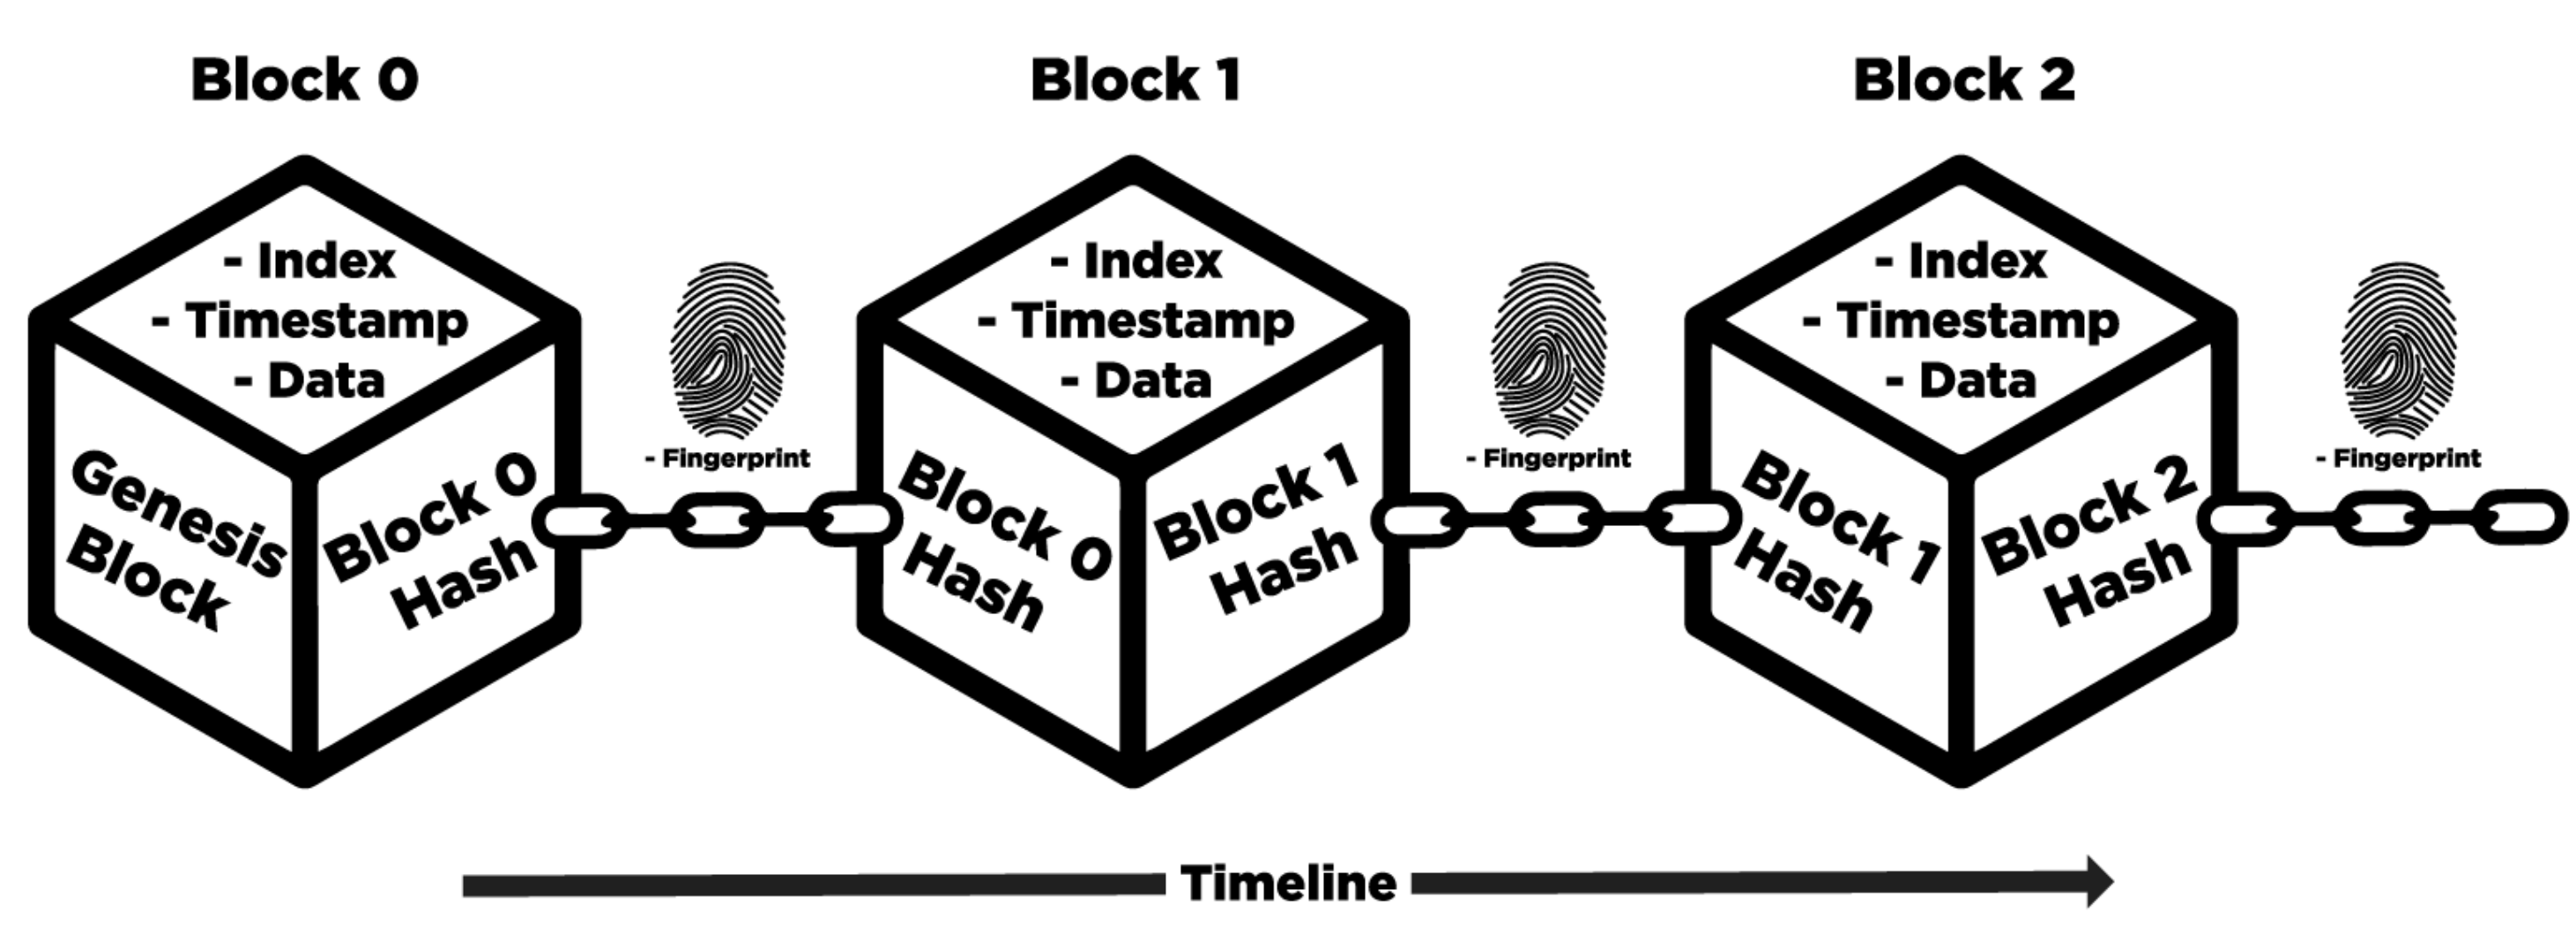 Block 0
- Index
- Timestamp
- Data
Genesis
Block
Block 0
Hash
- Fingerprint
Block 1
- Index
- Timestamp
- Data
Block 0
Hash
Block 1
Hash
- Fingerprint
Block 2
- Index
- Timestamp
- Data
Block 1
Hash
Block 2
Hash
- Fingerprint
Timeline